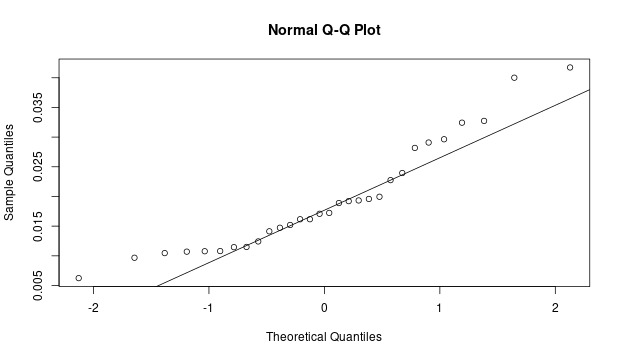 Normal Q-Q Plot
Sample Quantiles
0.035
0.025
0.015
0.005
-2 -1 0 1 2
Theoretical Quantiles